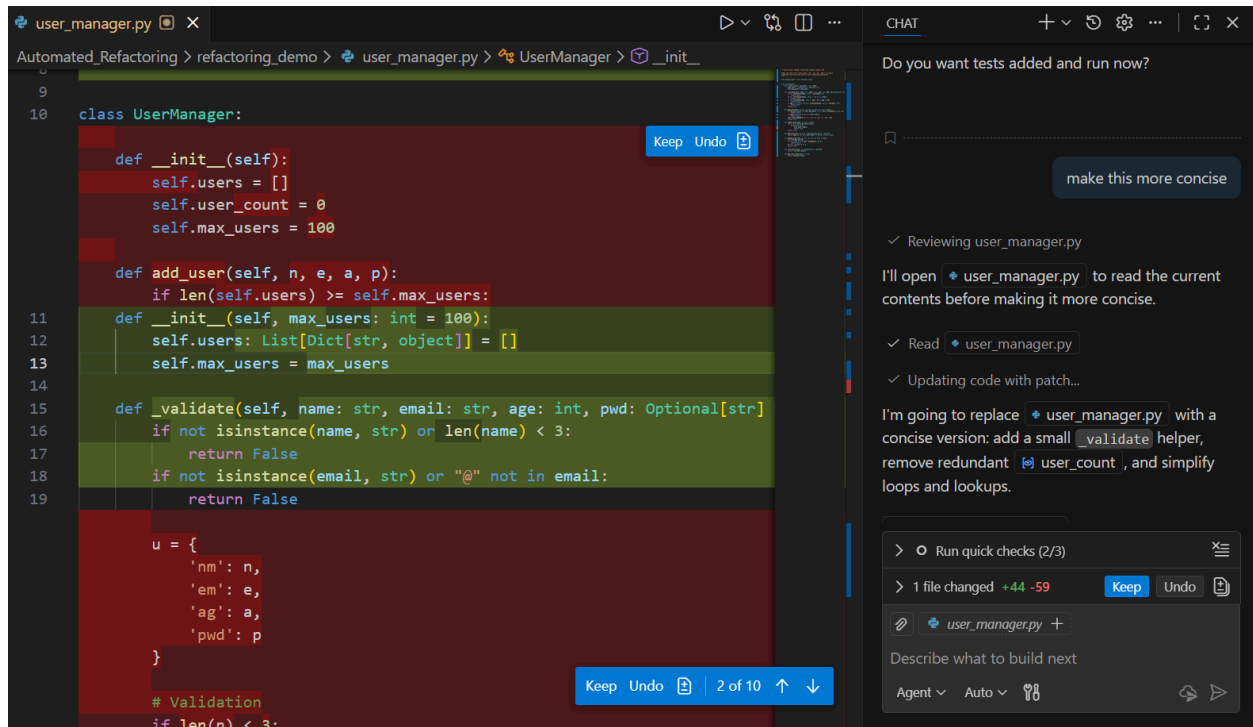 user_manager.py
Automated_Refactoring > refactoring_demo > user_manager.py > UserManager > __init__
9
10 class UserManager:
def __init__(self):
self.users = []
self.user_count = 0
self.max_users = 100
def add_user(self, n, e, a, p):
if len(self.users) >= self.max_users:
11 def __init__(self, max_users: int = 100):
12 self.users: List[Dict[str, object]] = []
13 self.max_users = max_users
14
15 def _validate(self, name: str, email: str, age: int, pwd: Optional[str]
16 if not isinstance(name, str) or len(name) < 3:
17 return False
18 if not isinstance(email, str) or "@" not in email:
19 return False
u = {
'nm': n,
'em': e,
'ag': a,
'pwd': p
}
# Validation
if len(n) < 3:
Keep Undo
Keep Undo 2 of 10
CHAT
Do you want tests added and run now?
make this more concise
Reviewing user_manager.py
I'll open user_manager.py to read the current
contents before making it more concise.
Read user_manager.py
Updating code with patch...
I'm going to replace user_manager.py with a
concise version: add a small _validate helper,
remove redundant user_count , and simplify
loops and lookups.
Run quick checks (2/3)
1 file changed +44 -59 Keep Undo
user_manager.py
Describe what to build next
Agent Auto